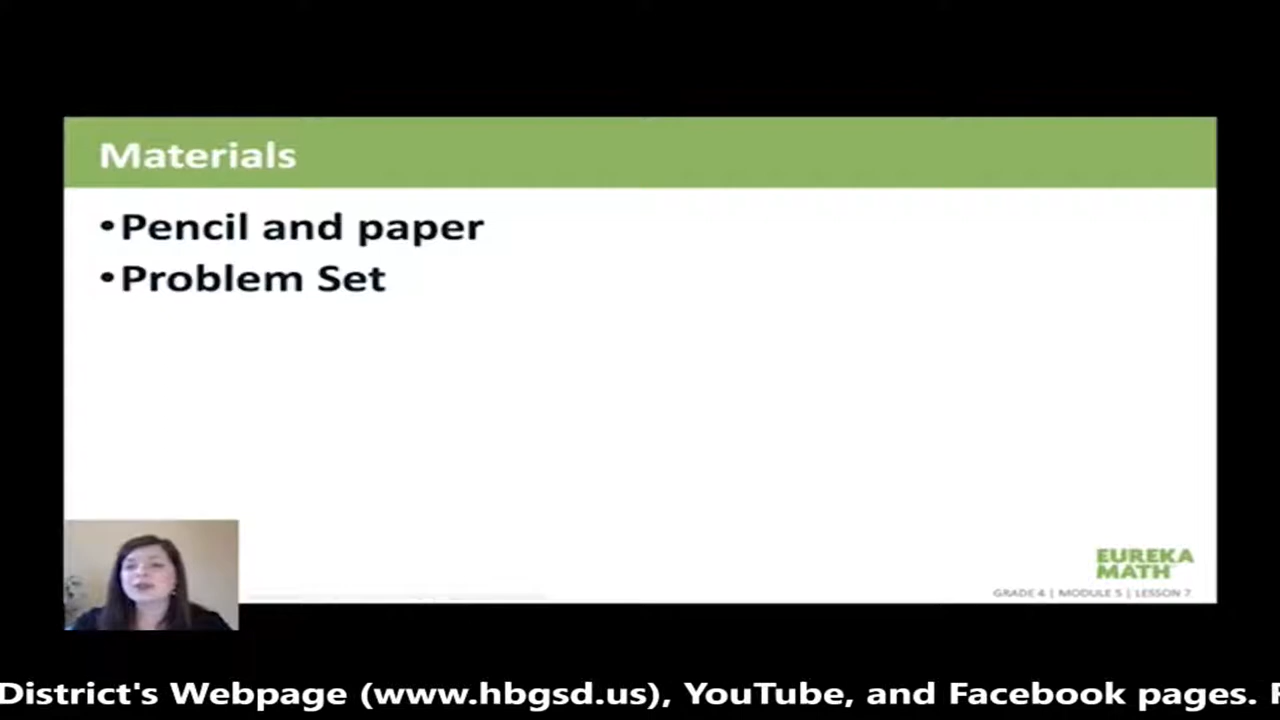 Materials
•Pencil and paper
•Problem Set
EUREKA
MATH
GRADE 4 | MODULE 5 | LESSON 7
District's Webpage (www.hbgsd.us), YouTube, and Facebook pages.